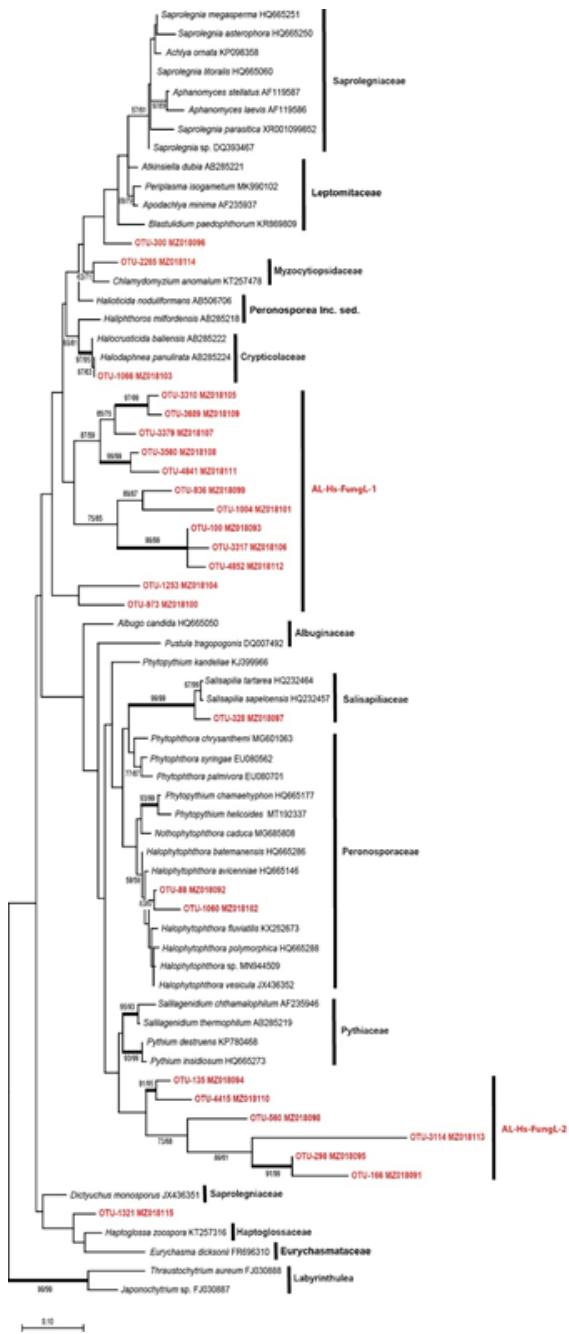 Saprolegnia megasperma HQ665251
Saprolegnia asterophora HQ665250
Achlya ornata KP098358
Saprolegnia litoralis HQ665060
Saprolegniaceae
Aphanomyces stellatus AF119587
Aphanomyces laevis AF119586
Saprolegnia parasitica XR001099852
Saprolegnia sp. DQ393467
Atkinsiella dubia AB285221
Periplasma isogametum MK990102
Leptomitaceae
Apodachlya minima AF235937
Blastulidium paedophthorum KR869809
OTU-300 MZ018096
OTU-2265 MZ018114
Myzocytiopsidaceae
Chlamydomyzium anomalum KT257478
Halioticida noduliformans AB506706
Peronosporea Inc. sed.
Haliphthoros milfordensis AB285218
Halocrusticida baliensis AB285222
Halodaphnea panulirata AB285224
Crypticolaceae
OTU-1066 MZ018103
OTU-3310 MZ018105
OTU-3689 MZ018109
OTU-3379 MZ018107
OTU-3560 MZ018108
OTU-4841 MZ018111
OTU-936 MZ018099
AL-Hs-FungL-1
OTU-1004 MZ018101
OTU-100 MZ018093
OTU-3317 MZ018106
OTU-4852 MZ018112
OTU-1253 MZ018104
OTU-973 MZ018100
Albugo candida HQ665050
Albuginaceae
Pustula tragopogonis DQ007492
Phytopythium kandeliae KJ399966
Salisapilia tartarea HQ232464
Salisapilia sapeloensis HQ232457
Salisapiliaceae
99/99
OTU-328 MZ018097
Phytophthora chrysanthemi MG601063
Phytophthora syringae EU080562
Phytophthora palmivora EU080701
Phytopythium chamaehyphon HQ665177
Phytopythium helicoides MT192337
Nothophytophthora caduca MG685808
Halophytophthora batemanensis HQ665286
Peronosporaceae
Halophytophthora avicenniae HQ665146
OTU-88 MZ018092
OTU-1060 MZ018102
Halophytophthora fluviatilis KX252673
Halophytophthora polymorphica HQ665288
Halophytophthora sp. MN944509
Halophytophthora vesicula JX436352
Salilagenidium chthamalophilum AF235946
Salilagenidium thermophilum AB285219
Pythiaceae
Pythium destruens KP780468
Pythium insidiosum HQ665273
OTU-135 MZ018094
OTU-4415 MZ018110
OTU-560 MZ018098
AL-Hs-FungL-2
OTU-3114 MZ018113
OTU-298 MZ018095
OTU-166 MZ018091
Dictyuchus monosporus JX436351
Saprolegniaceae
OTU-1321 MZ018115
Haptoglossa zoospora KT257316
Haptoglossaceae
Eurychasma dicksonii FR696310
Eurychasmataceae
Thraustochytrium aureum FJ030888
Labyrinthulea
Japonochytrium sp. FJ030887
99/99
0.10